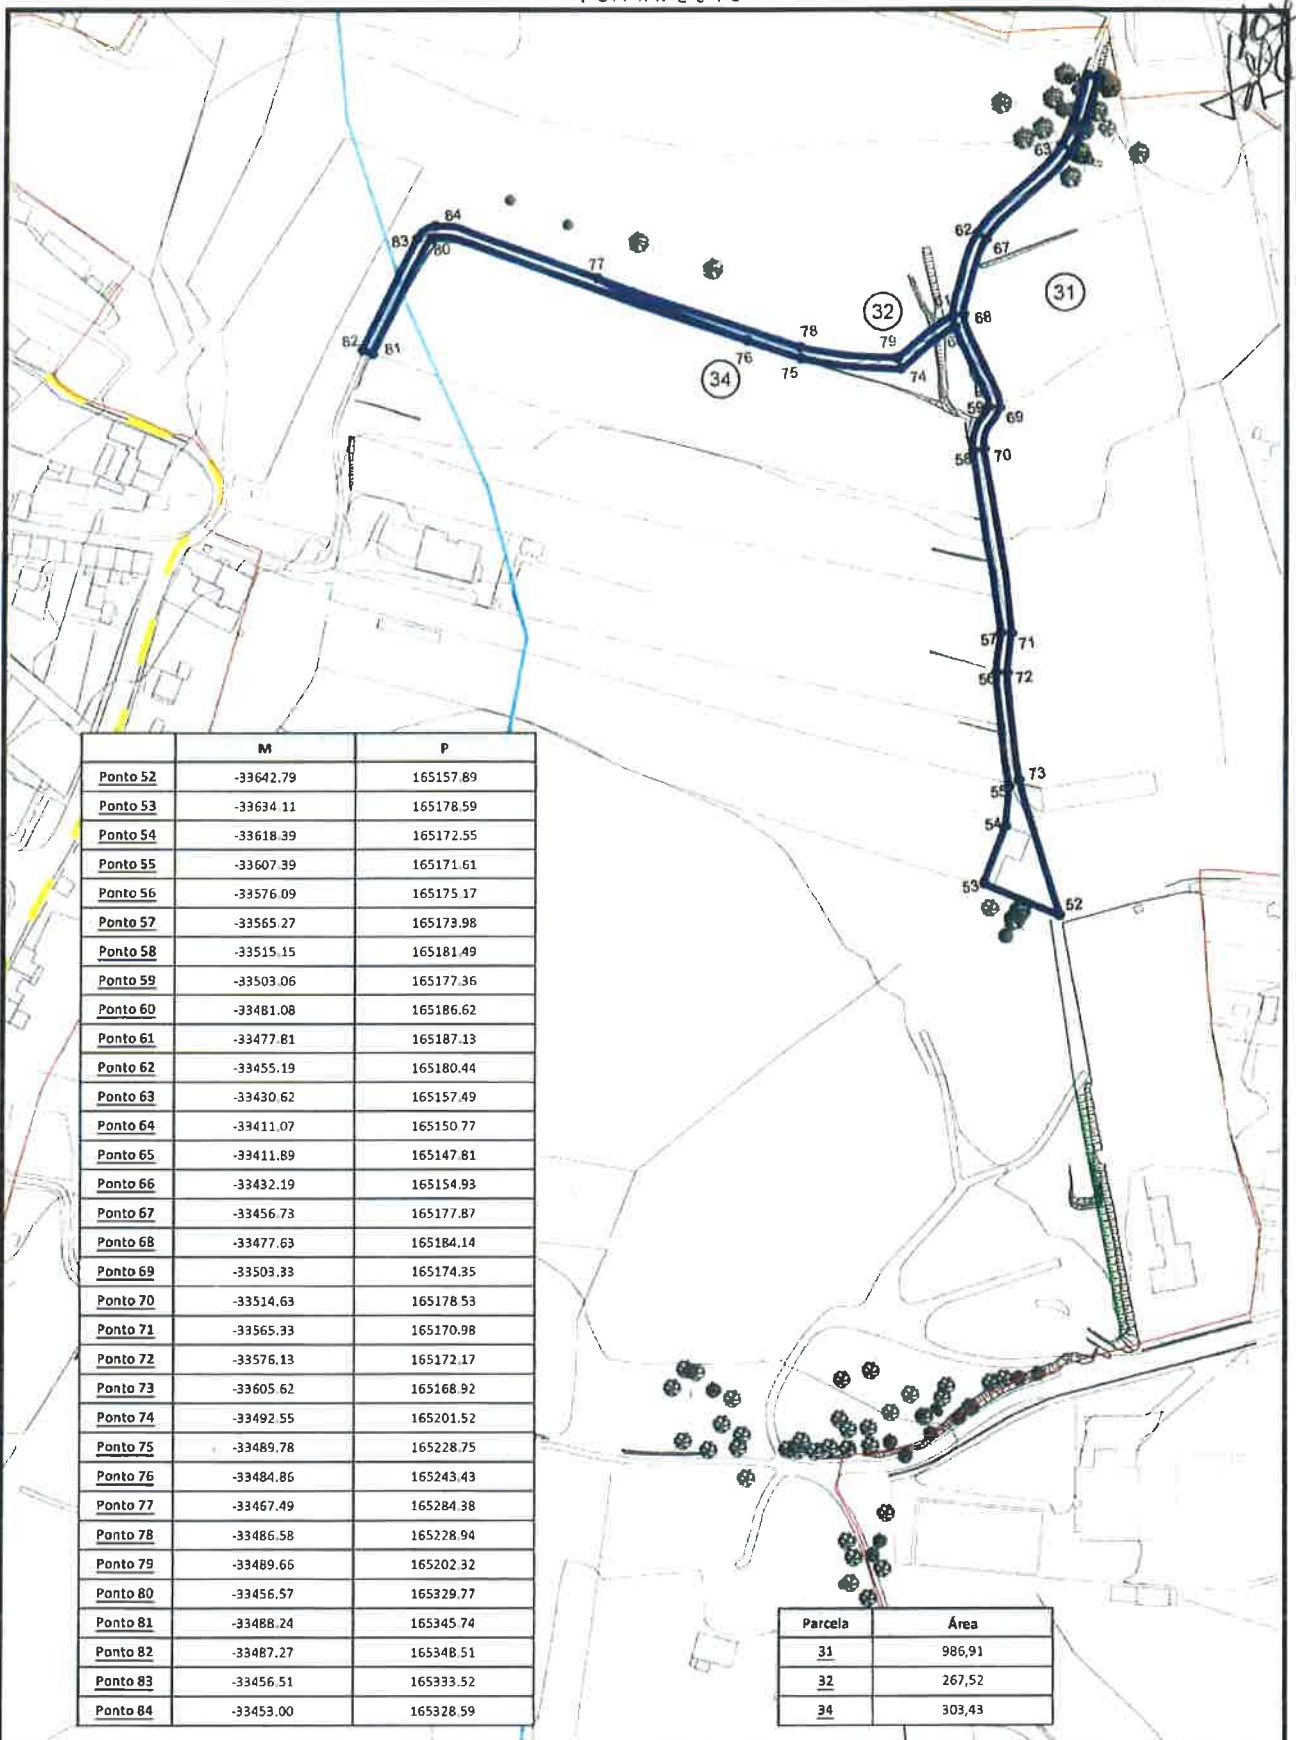 84
83
80
77
82
81
78
76
75
79
74
34
32
31
63
62
67
68
59
69
58
70
57
71
56
72
73
55
54
53
52
M P
Ponto 52 -33642.79 165157.89
Ponto 53 -33634.11 165178.59
Ponto 54 -33618.39 165172.55
Ponto 55 -33607.39 165171.61
Ponto 56 -33576.09 165175.17
Ponto 57 -33565.27 165173.98
Ponto 58 -33515.15 165181.49
Ponto 59 -33503.06 165177.36
Ponto 60 -33481.08 165186.62
Ponto 61 -33477.81 165187.13
Ponto 62 -33455.19 165180.44
Ponto 63 -33430.62 165157.49
Ponto 64 -33411.07 165150.77
Ponto 65 -33411.89 165147.81
Ponto 66 -33432.19 165154.93
Ponto 67 -33456.73 165177.87
Ponto 68 -33477.63 165184.14
Ponto 69 -33503.33 165174.35
Ponto 70 -33514.63 165178.53
Ponto 71 -33565.33 165170.98
Ponto 72 -33576.13 165172.17
Ponto 73 -33605.62 165168.92
Ponto 74 -33492.55 165201.52
Ponto 75 -33489.78 165228.75
Ponto 76 -33484.86 165243.43
Ponto 77 -33467.49 165284.38
Ponto 78 -33486.58 165228.94
Ponto 79 -33489.66 165202.32
Ponto 80 -33456.57 165329.77
Ponto 81 -33488.24 165345.74
Ponto 82 -33487.27 165348.51
Ponto 83 -33456.51 165333.52
Ponto 84 -33453.00 165328.59
Parcela Área
31 986,91
32 267,52
34 303,43